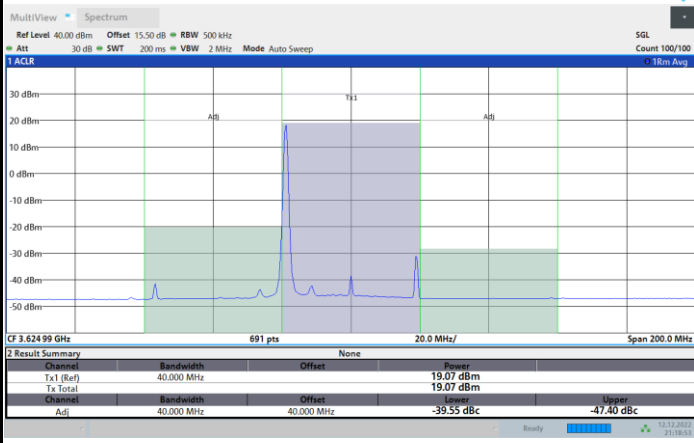 MultiView Spectrum
Ref Level 40.00 dBm Offset 15.50 dB RBW 500 kHz SGL
Att 30 dB SWT 200 ms VBW 2 MHz Mode Auto Sweep Count 100/100
1 ACLR 1Rm Avg
30 dBm
Tx1
20 dBm Adj Adj
10 dBm
0 dBm
-10 dBm
-20 dBm
-30 dBm
-40 dBm
-50 dBm
CF 3.624 99 GHz 691 pts 20.0 MHz/ Span 200.0 MHz
2 Result Summary None
Channel Bandwidth Offset Power
Tx1 (Ref) 40.000 MHz 19.07 dBm
Tx Total 19.07 dBm
Channel Bandwidth Offset Lower Upper
Adj 40.000 MHz 40.000 MHz -39.55 dBc -47.40 dBc
Ready 12.12.2022
21:18:53